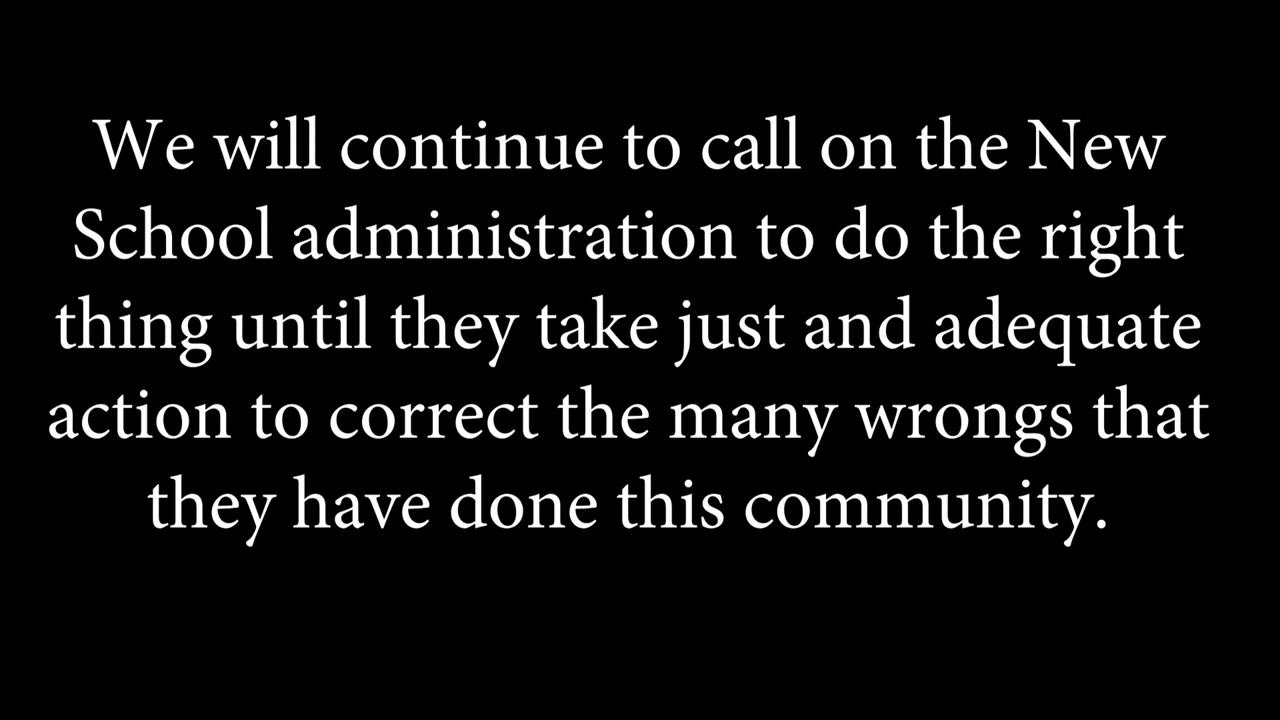 We will continue to call on the New
School administration to do the right
thing until they take just and adequate
action to correct the many wrongs that
they have done this community.